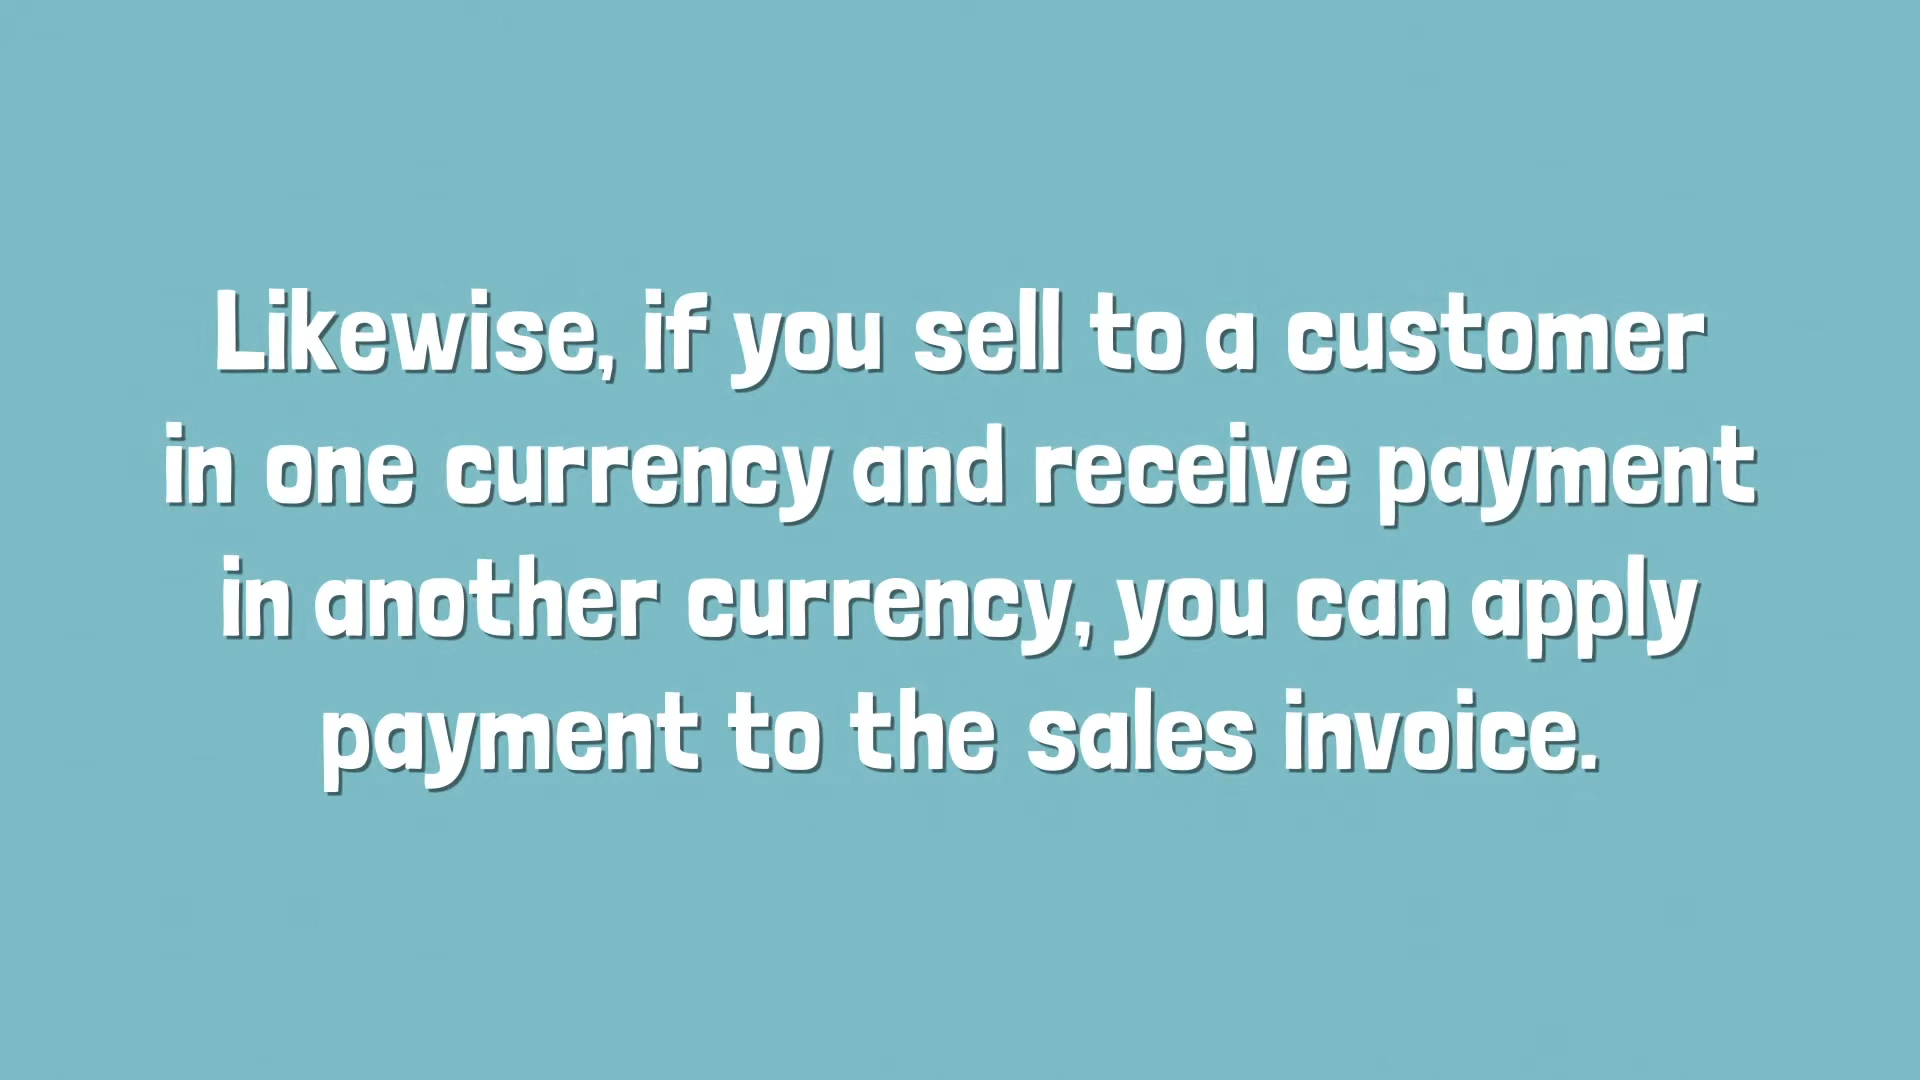 Likewise, if you sell to a customer
in one currency and receive payment
in another currency, you can apply
payment to the sales invoice.